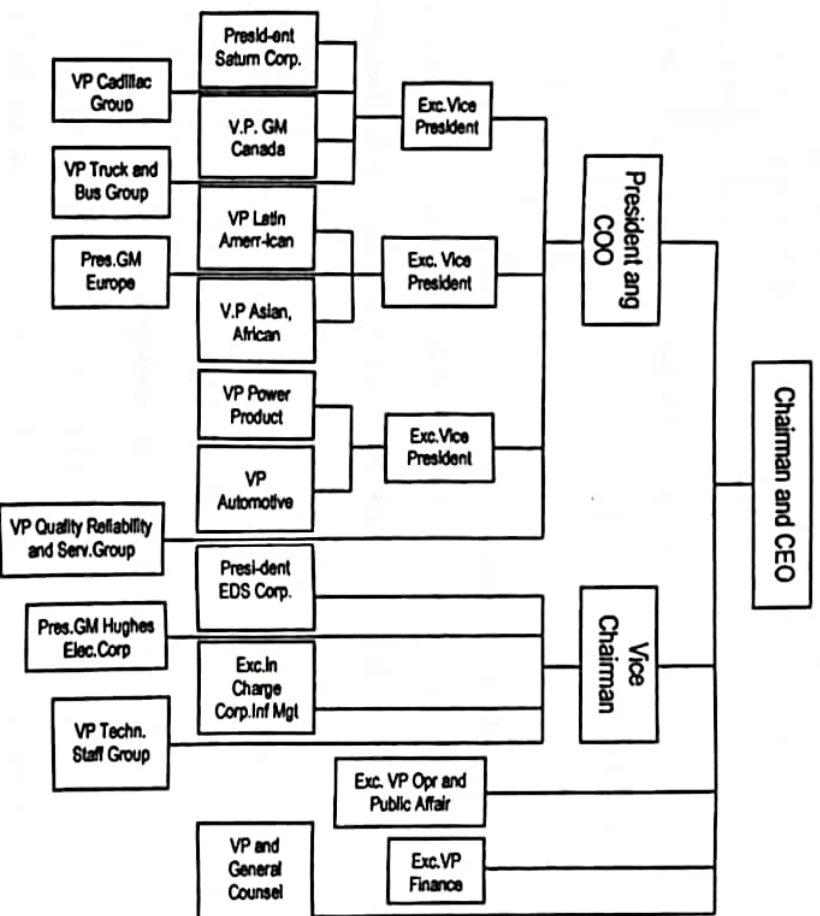 Presid-ent
Saturn Corp.
VP Cadillac
Group
V.P. GM
Canada
Exc.Vice
President
VP Truck and
Bus Group
VP Latin
Amerr-Ican
Pres.GM
Europe
Exc. Vice
President
V.P Asian,
African
President ang
COO
VP Power
Product
Exc.Vice
President
VP
Automotive
Chairman and CEO
VP Quality Reliability
and Serv.Group
Presi-dent
EDS Corp.
Pres.GM Hughes
Elec.Corp
Vice
Chairman
Exc.In
Charge
Corp.Inf Mgt
VP Techn.
Staff Group
Exc. VP Opr and
Public Affair
VP and
General
Counsel
Exc.VP
Finance